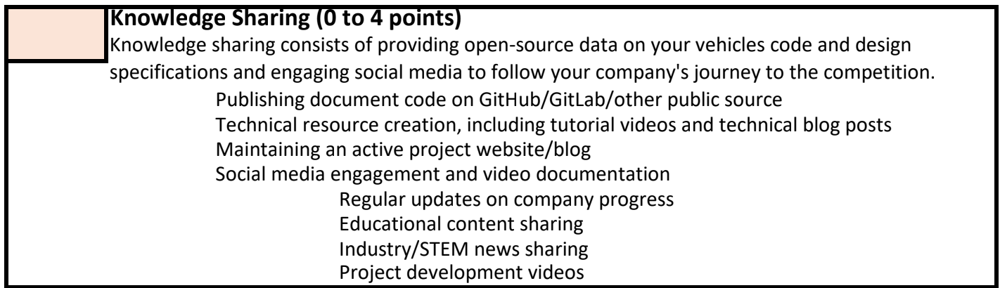 Knowledge Sharing (0 to 4 points)
Knowledge sharing consists of providing open-source data on your vehicles code and design
specifications and engaging social media to follow your company's journey to the competition.
Publishing document code on GitHub/GitLab/other public source
Technical resource creation, including tutorial videos and technical blog posts
Maintaining an active project website/blog
Social media engagement and video documentation
Regular updates on company progress
Educational content sharing
Industry/STEM news sharing
Project development videos